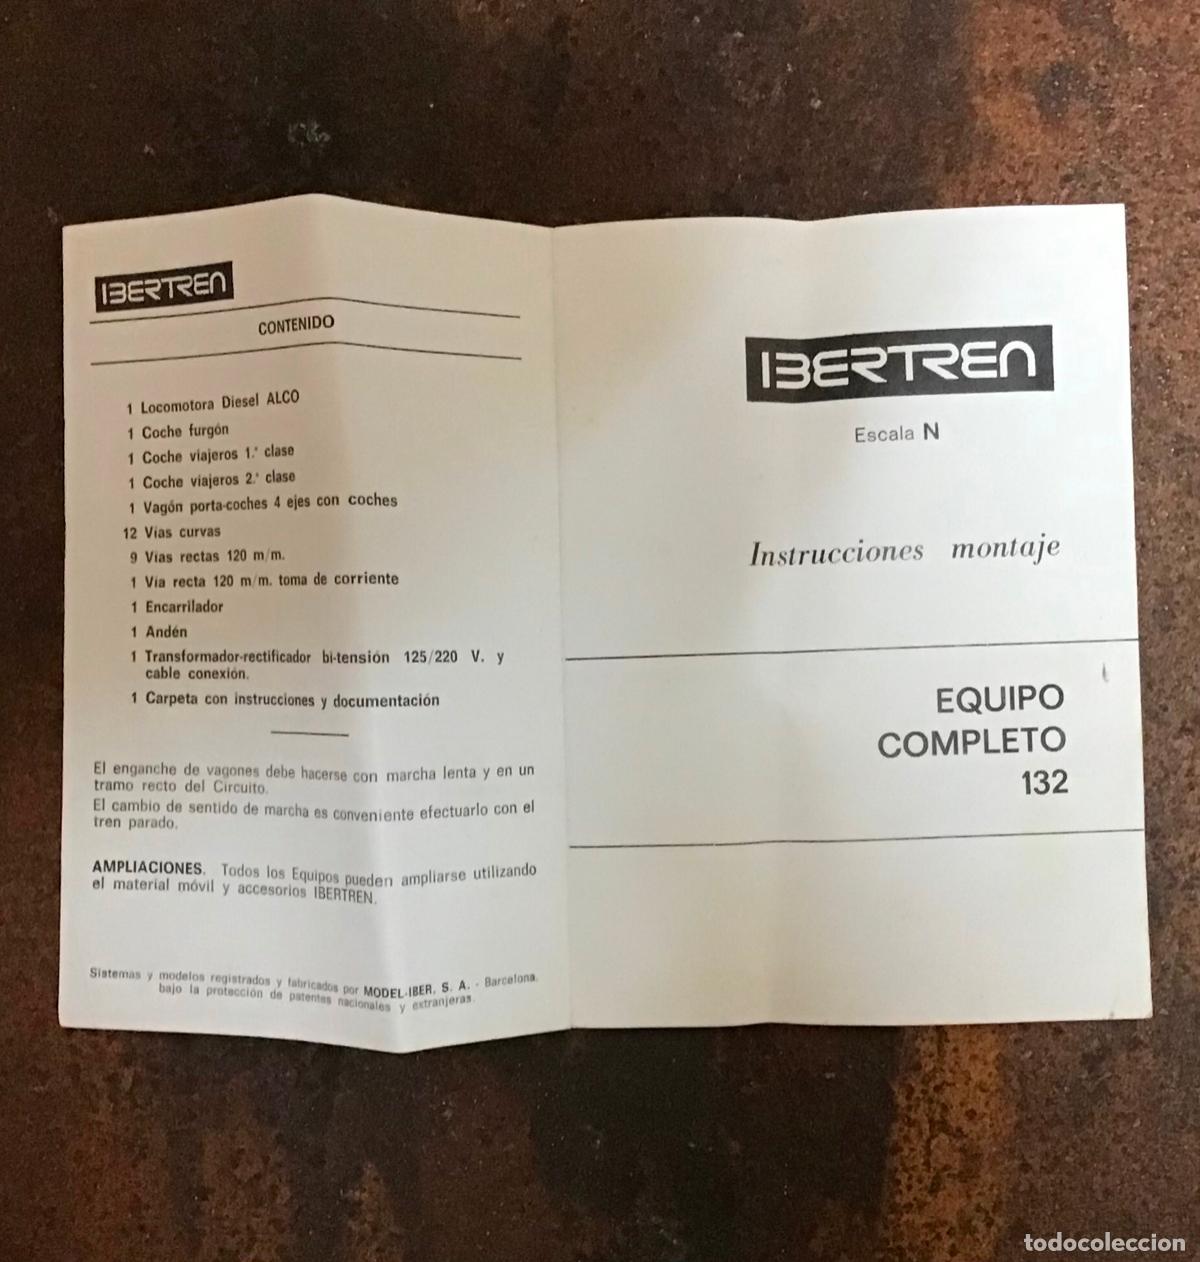 IBERTREN
CONTENIDO
1 Locomotora Diesel ALCO
1 Coche furgón
1 Coche viajeros 1.ª clase
1 Coche viajeros 2.ª clase
1 Vagón porta-coches 4 ejes con coches
12 Vías curvas
9 Vías rectas 120 m/m.
1 Vía recta 120 m/m. toma de corriente
1 Encarrilador
1 Andén
1 Transformador-rectificador bi-tensión 125/220 V. y
cable conexión.
1 Carpeta con instrucciones y documentación
El enganche de vagones debe hacerse con marcha lenta y en un
tramo recto del Circuito.
El cambio de sentido de marcha es conveniente efectuarlo con el
tren parado.
AMPLIACIONES. Todos los Equipos pueden ampliarse utilizando
el material móvil y accesorios IBERTREN.
Sistemas y modelos registrados y fabricados por MODEL-IBER, S. A. - Barcelona.
bajo la protección de patentes nacionales y extranjeras.
IBERTREN
Escala N
Instrucciones montaje
EQUIPO
COMPLETO
132
todocoleccion